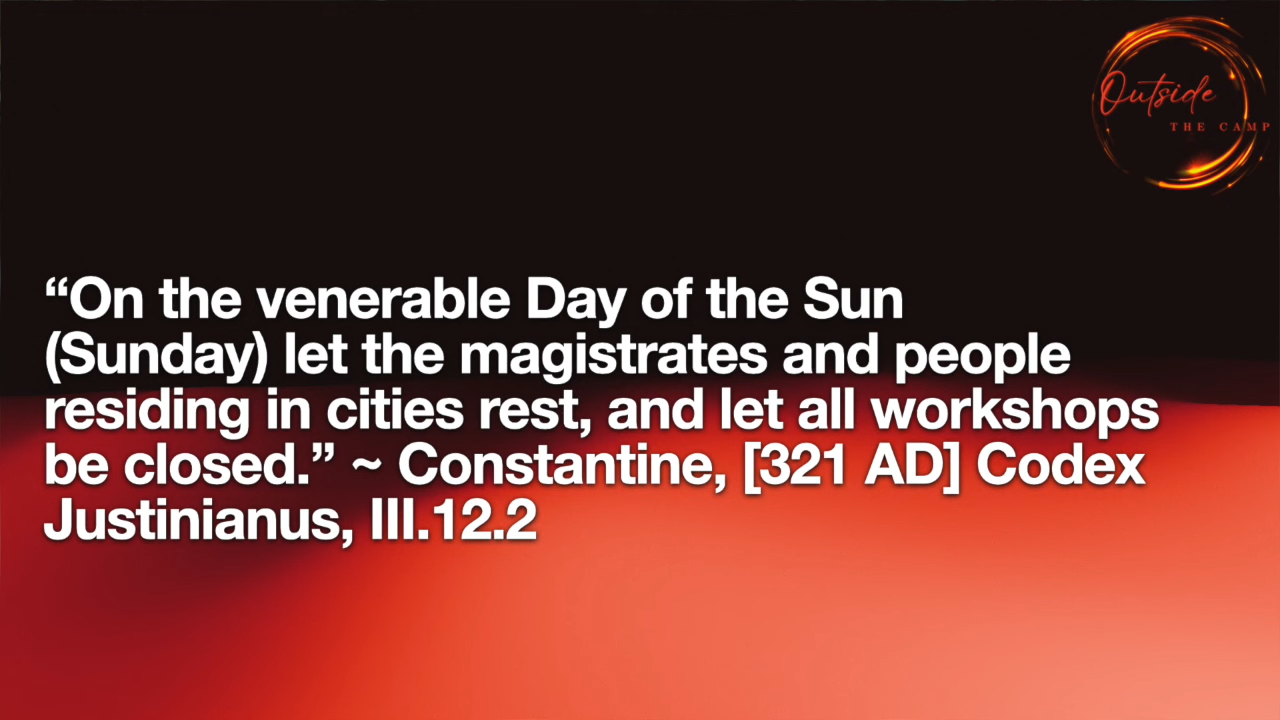 Outside
THE CAMP
“On the venerable Day of the Sun
(Sunday) let the magistrates and people
residing in cities rest, and let all workshops
be closed.” ~ Constantine, [321 AD] Codex
Justinianus, III.12.2